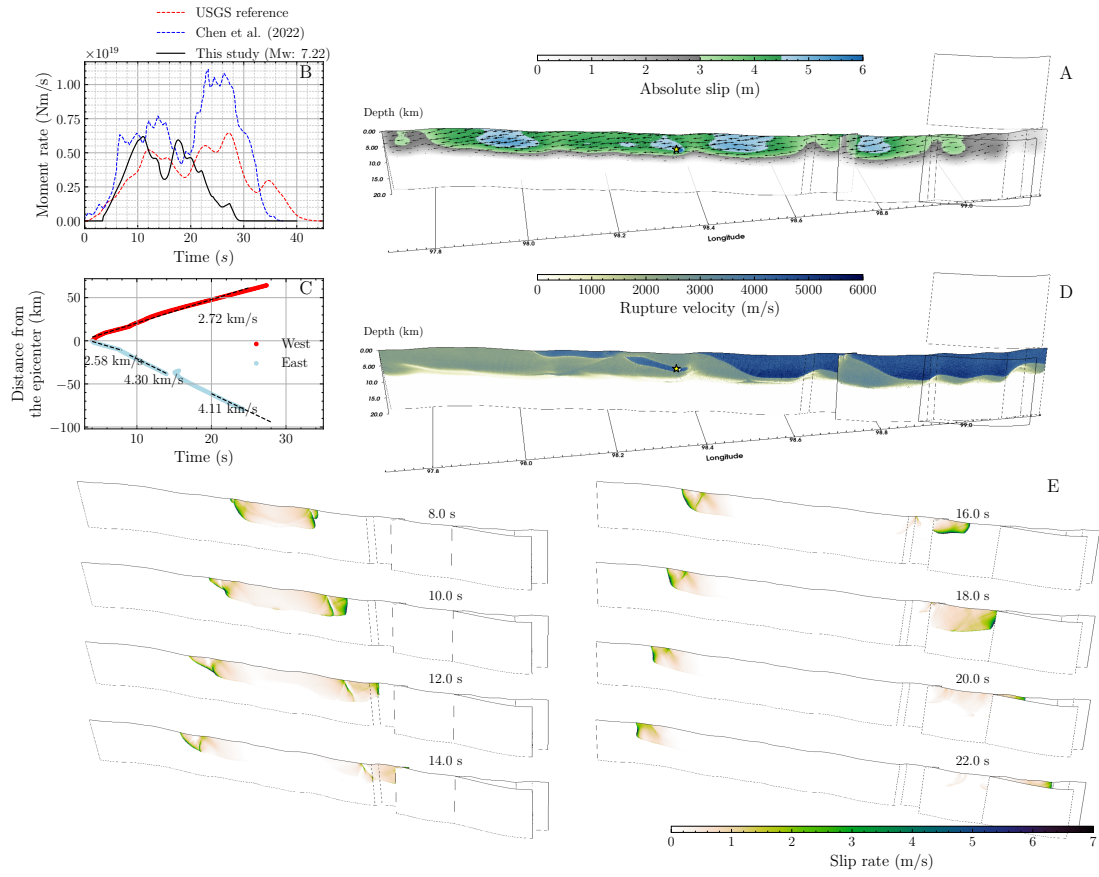 USGS reference
Chen et al. (2022)
This study (Mw: 7.22)
×10¹⁹
B
1.00
0.75
0.50
0.25
0.00
Moment rate (Nm/s)
0 10 20 30 40
Time (s)
A
0 1 2 3 4 5 6
Absolute slip (m)
Depth (km)
0.00
5.00
10.0
15.0
20.0
97.8 98.0 98.2 98.4 98.6 98.8 99.0
Longitude
C
50
0
−50
−100
Distance from
the epicenter (km)
2.72 km/s
West
East
2.58 km/s
4.30 km/s
4.11 km/s
10 20 30
Time (s)
D
0 1000 2000 3000 4000 5000 6000
Rupture velocity (m/s)
Depth (km)
0.00
5.00
10.0
15.0
20.0
97.8 98.0 98.2 98.4 98.6 98.8 99.0
Longitude
E
8.0 s
10.0 s
12.0 s
14.0 s
16.0 s
18.0 s
20.0 s
22.0 s
0 1 2 3 4 5 6 7
Slip rate (m/s)